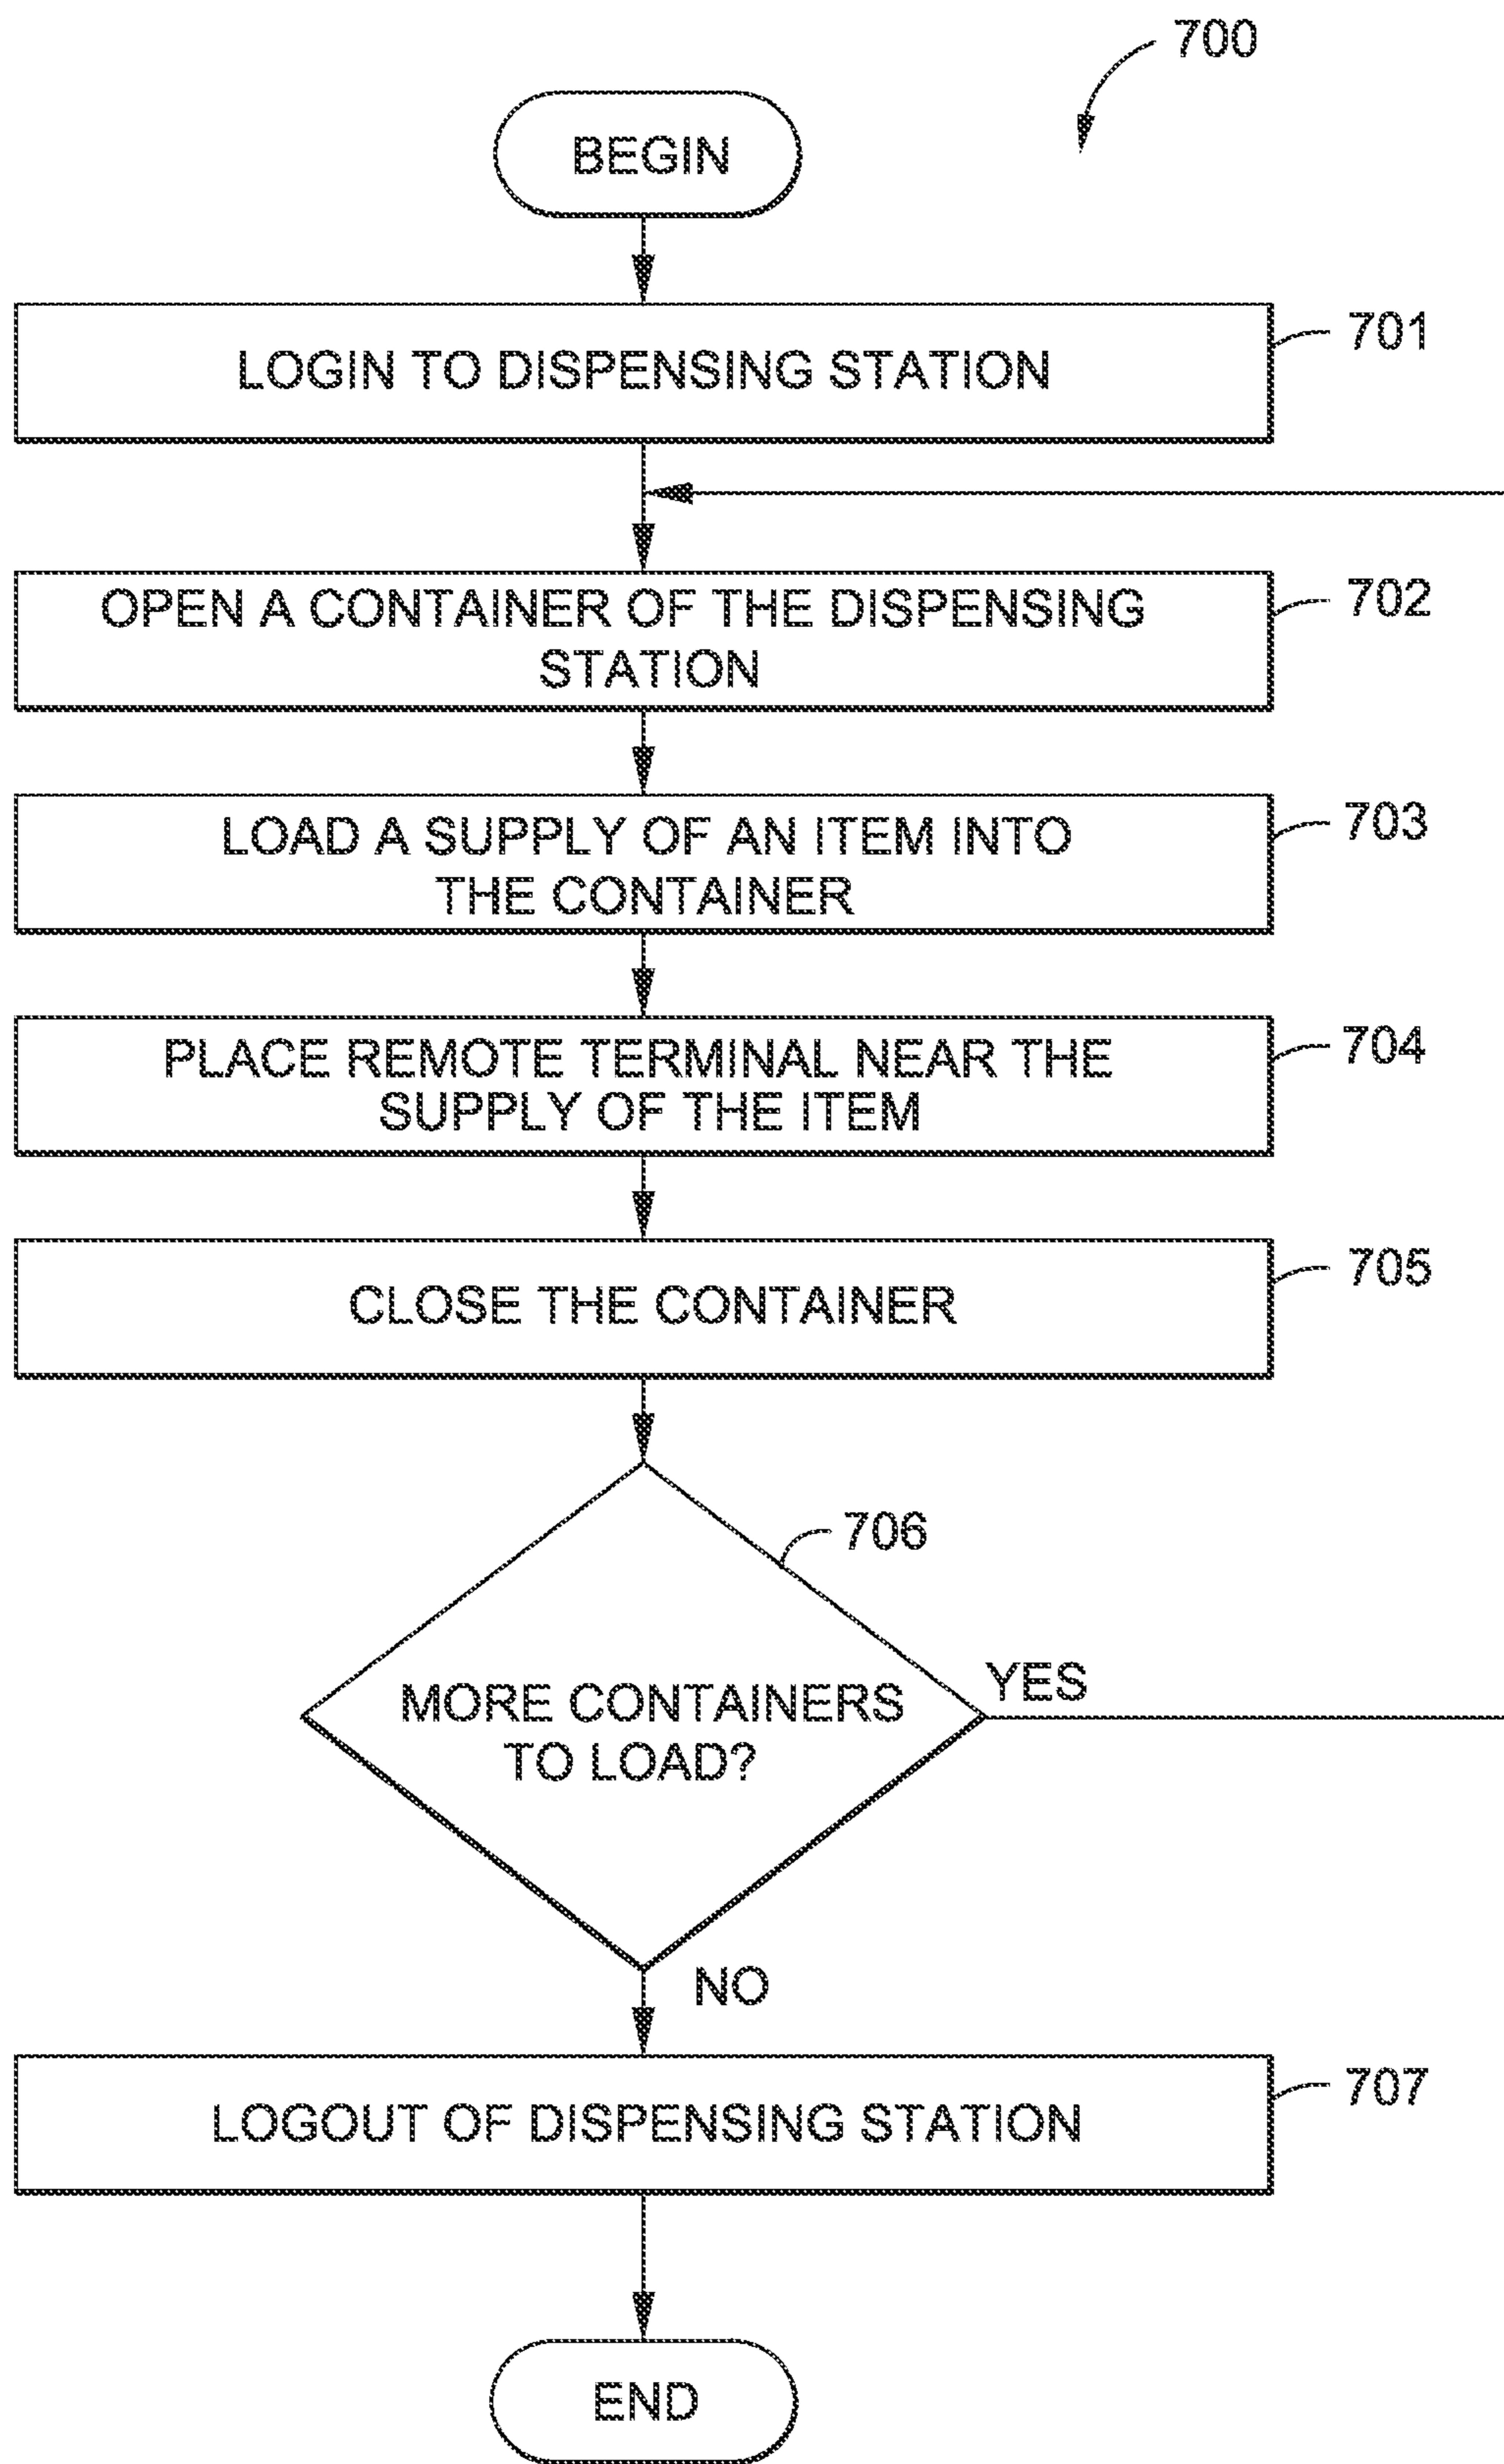 700
BEGIN
LOGIN TO DISPENSING STATION
701
OPEN A CONTAINER OF THE DISPENSING
STATION
702
LOAD A SUPPLY OF AN ITEM INTO
THE CONTAINER
703
PLACE REMOTE TERMINAL NEAR THE
SUPPLY OF THE ITEM
704
CLOSE THE CONTAINER
705
706
MORE CONTAINERS
TO LOAD?
YES
NO
LOGOUT OF DISPENSING STATION
707
END